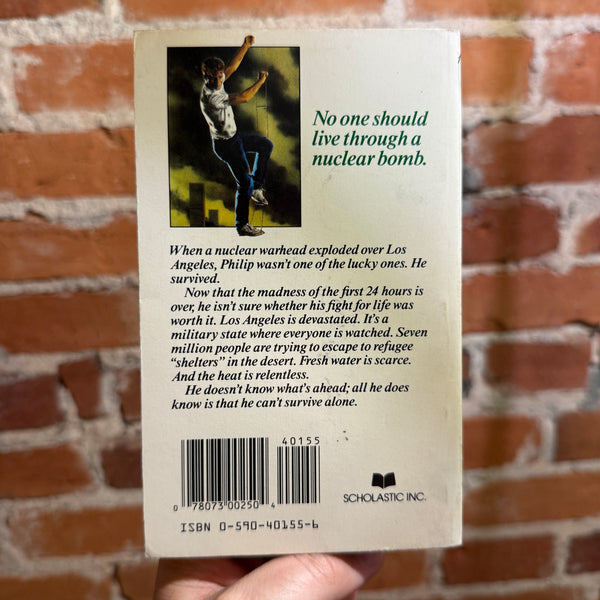 No one should
live through a
nuclear bomb.
When a nuclear warhead exploded over Los
Angeles, Philip wasn't one of the lucky ones. He
survived.
Now that the madness of the first 24 hours is
over, he isn't sure whether his fight for life was
worth it. Los Angeles is devastated. It's a
military state where everyone is watched. Seven
million people are trying to escape to refugee
"shelters" in the desert. Fresh water is scarce.
And the heat is relentless.
He doesn't know what's ahead; all he does
know is that he can't survive alone.
40155
0 78073 00250 4
SCHOLASTIC INC.
ISBN 0-590-40155-6